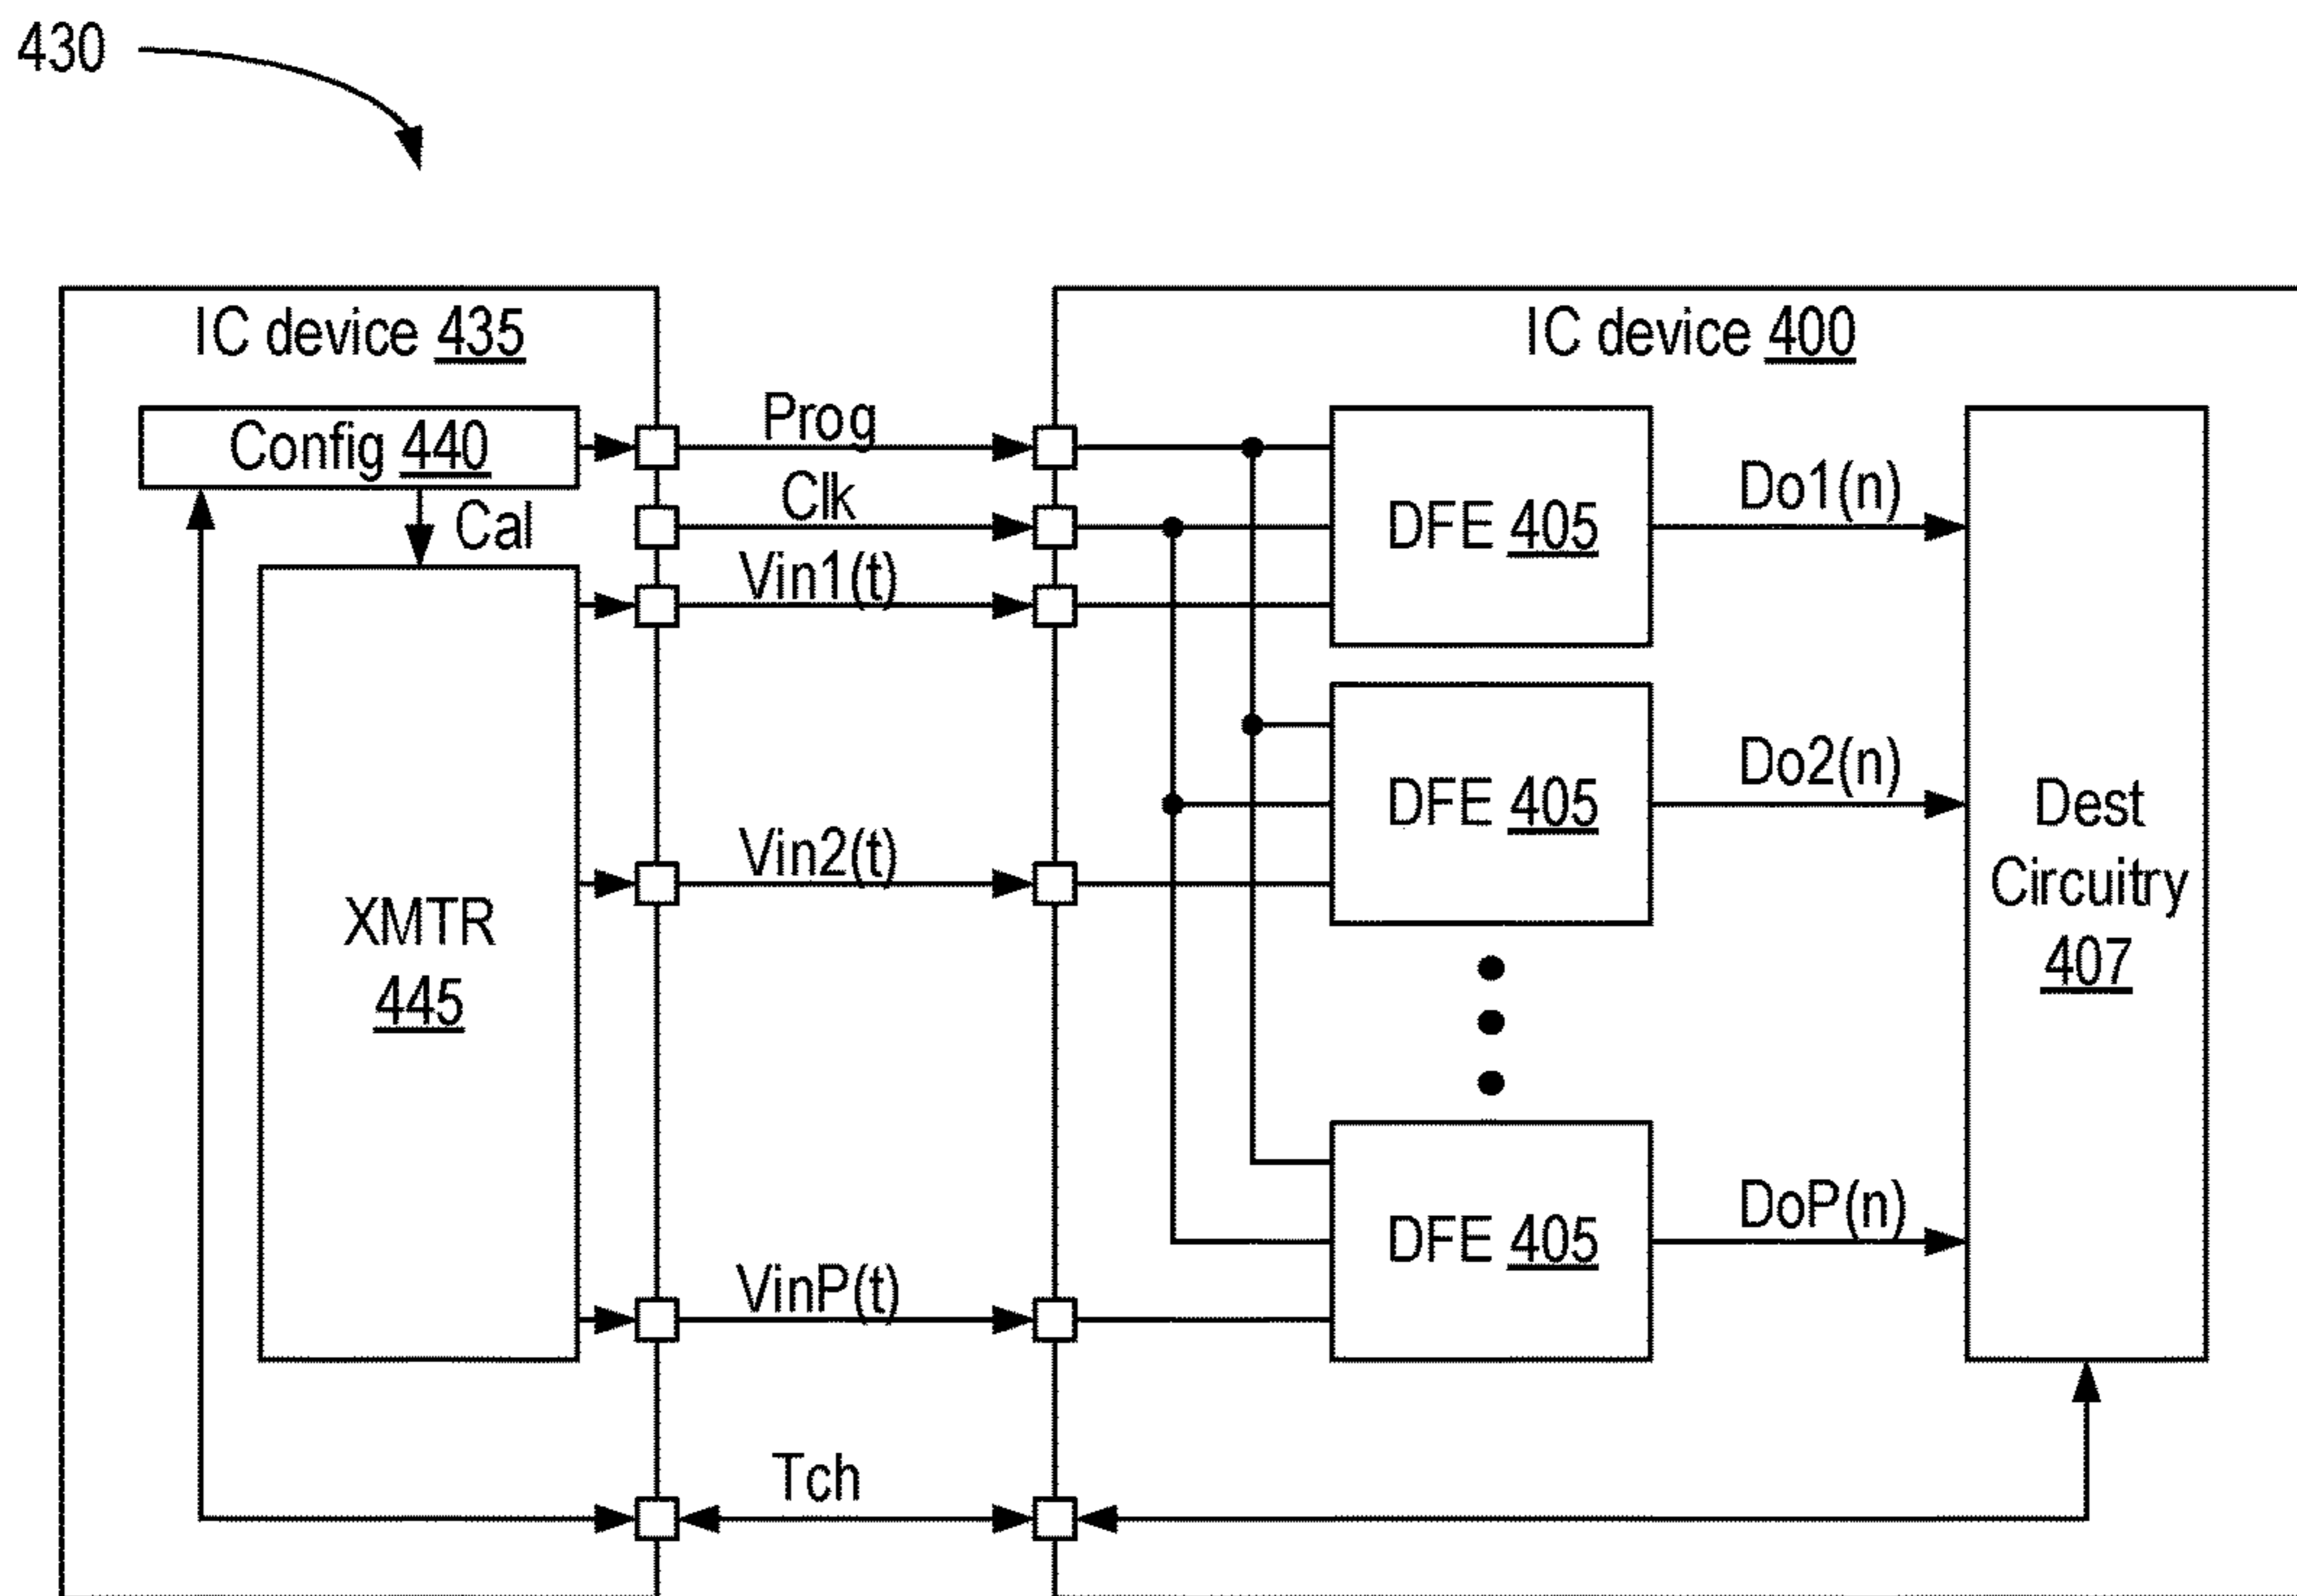 430
IC device 435
IC device 400
Config 440
Prog
Clk
Cal
Vin1(t)
DFE 405
Do1(n)
Vin2(t)
DFE 405
Do2(n)
XMTR
445
Dest
Circuitry
407
VinP(t)
DFE 405
DoP(n)
Tch